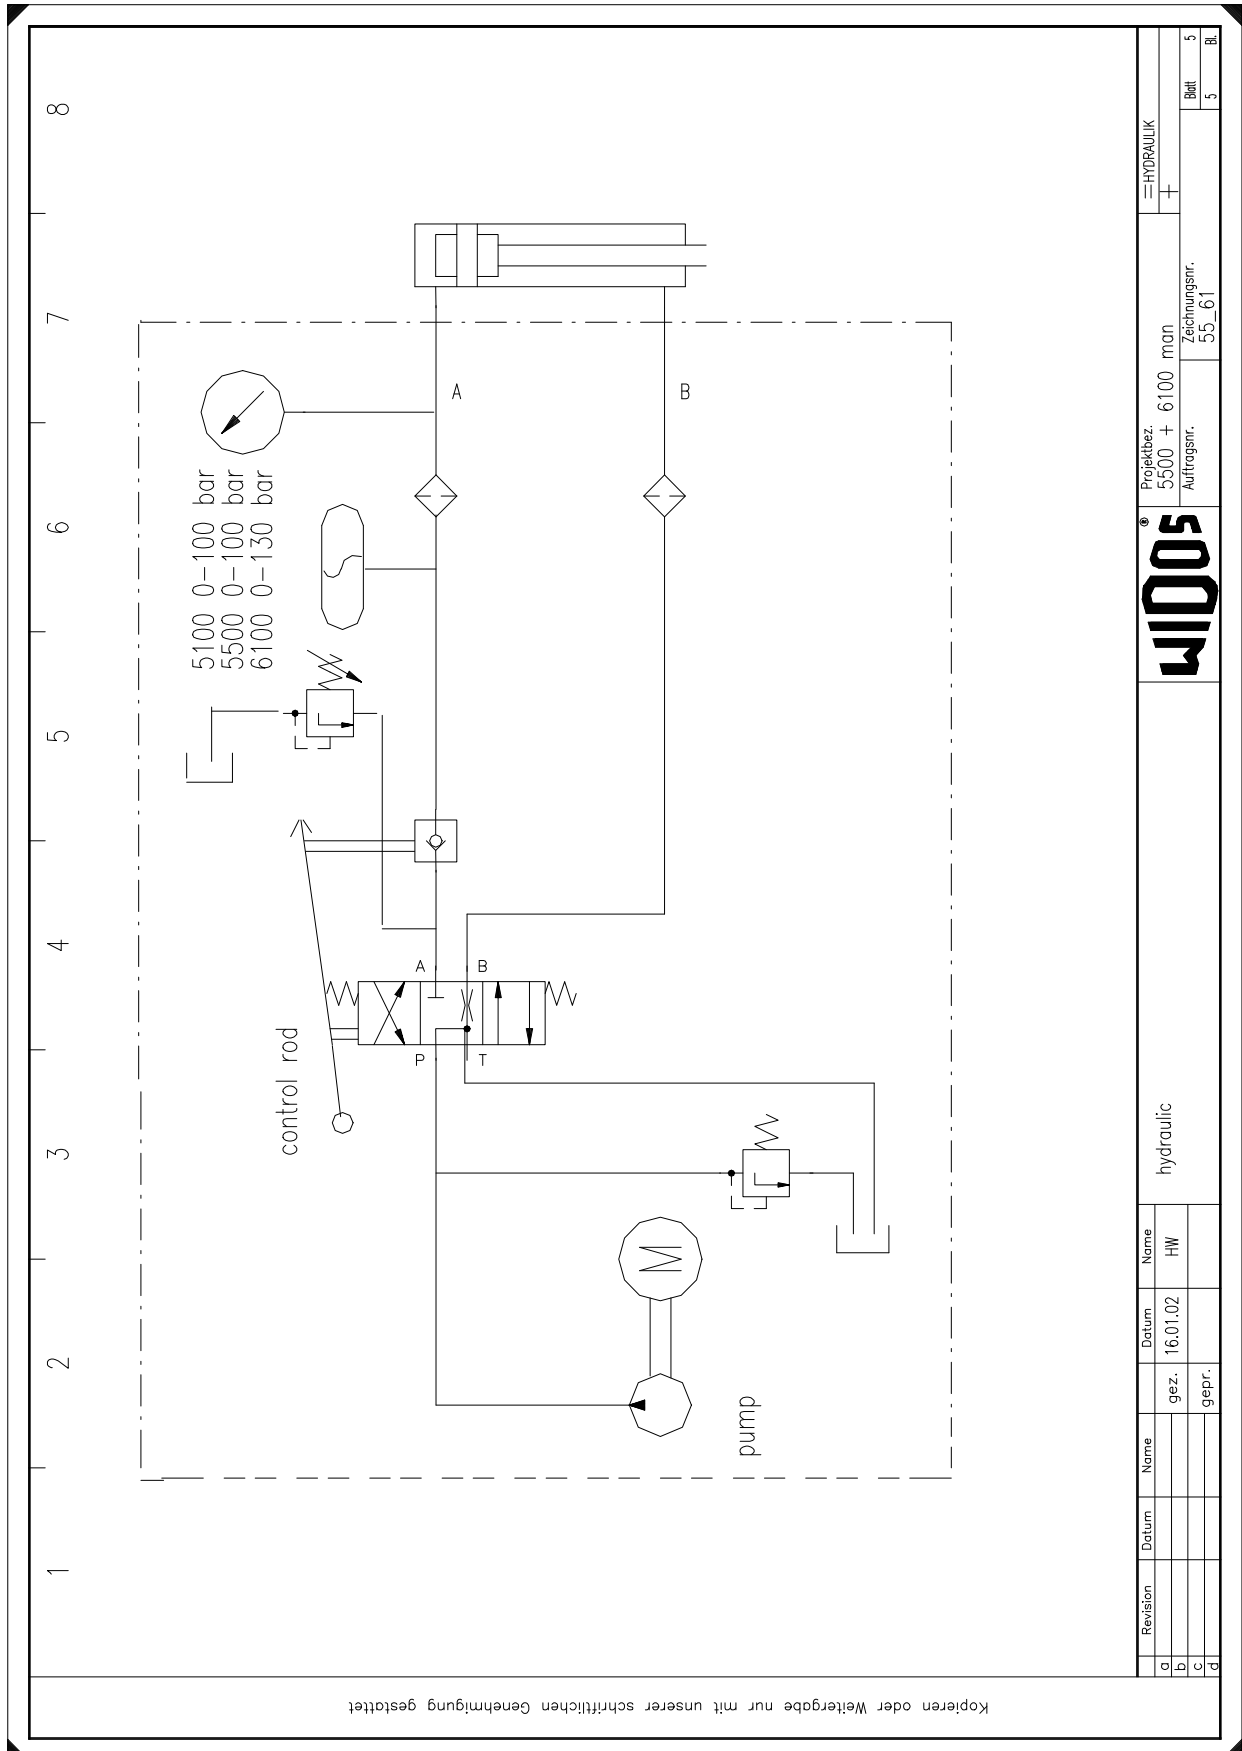 1 2 3 4 5 6 7 8
5100 0-100 bar
5500 0-100 bar
6100 0-130 bar
control rod
A
B
A
B
P
T
M
pump
Kopieren oder Weitergabe nur mit unserer schriftlichen Genehmigung gestattet
Revision Datum Name
a
b
c
d
Datum Name
gez. 16.01.02 HW
gepr.
hydraulic
WIDOS®
Projektbez.
5500 + 6100 man
Auftragsnr.
Zeichnungsnr.
55_61
=HYDRAULIK
+
Blatt 5
5 Bl.